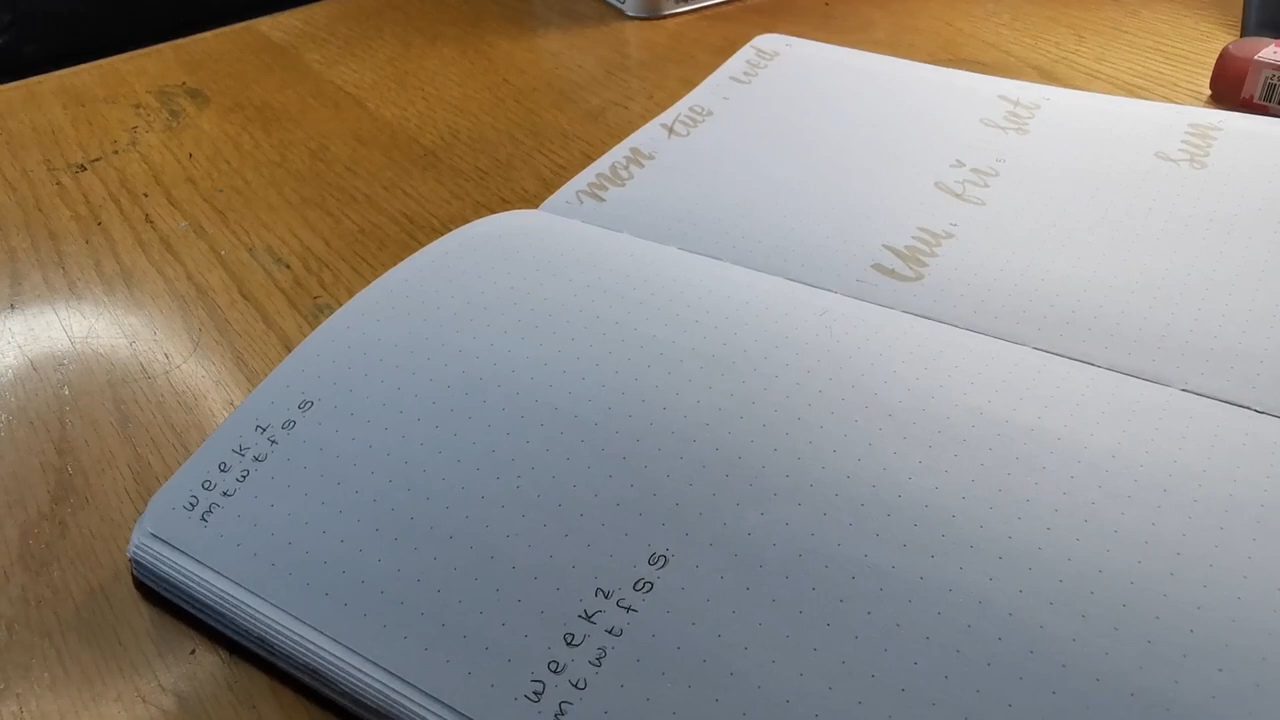 mon. tue. wed.
thu. fri. sat.
sun.
week 1
m t w t f s s
week 2
m t w t f s s